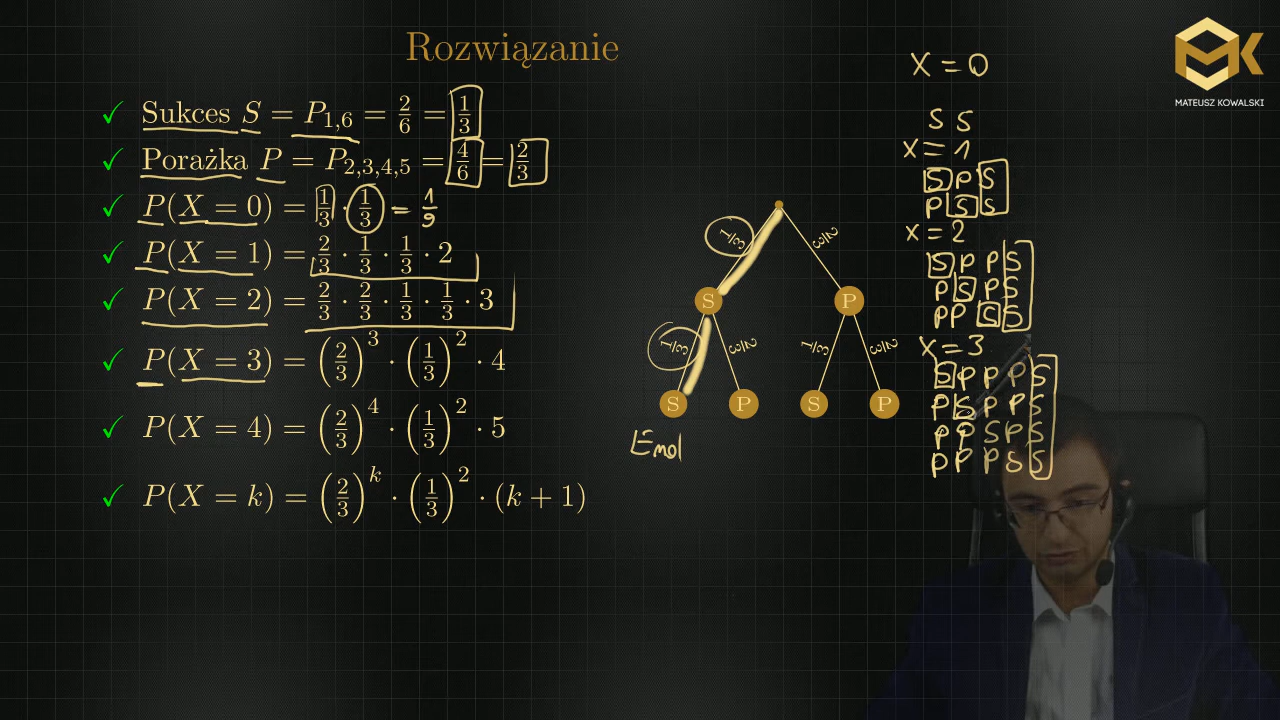 Rozwiązanie
✓ Sukces S = P_{1,6} = 2/6 = 1/3
✓ Porażka P = P_{2,3,4,5} = 4/6 = 2/3
✓ P(X = 0) = 1/3 · 1/3 = 1/9
✓ P(X = 1) = 2/3 · 1/3 · 1/3 · 2
✓ P(X = 2) = 2/3 · 2/3 · 1/3 · 1/3 · 3
✓ P(X = 3) = (2/3)^3 · (1/3)^2 · 4
✓ P(X = 4) = (2/3)^4 · (1/3)^2 · 5
✓ P(X = k) = (2/3)^k · (1/3)^2 · (k + 1)
1/3 2/3
S P
1/3 2/3 1/3 2/3
S P S P
X = 0
S S
X = 1
S P S
P S S
X = 2
S P P S
P S P S
P P S S
X = 3
S P P P S
P S P P S
P P S P S
P P P S S
MK
MATEUSZ KOWALSKI